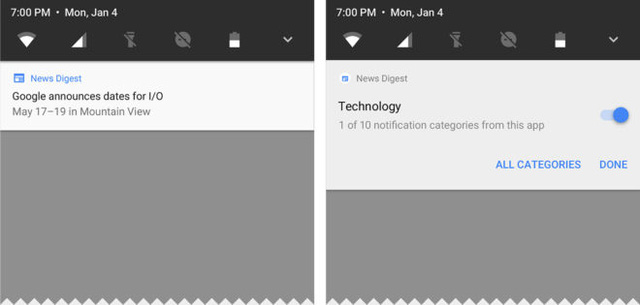 7:00 PM • Mon, Jan 4
News Digest
Google announces dates for I/O
May 17–19 in Mountain View
7:00 PM • Mon, Jan 4
News Digest
Technology
1 of 10 notification categories from this app
ALL CATEGORIES DONE